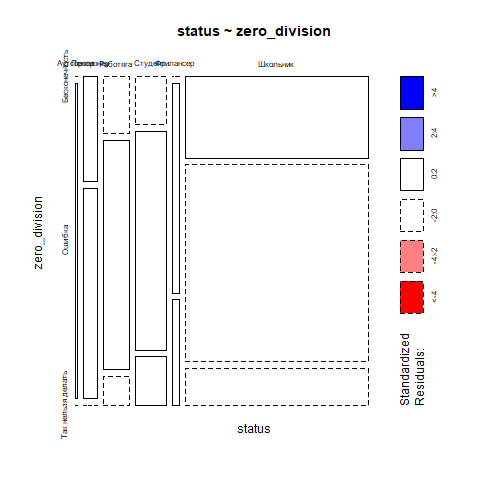 status ~ zero_division
Работяга Студент Фрилансер Школьник
Бесконечность
Ошибка
Так нельзя делать
zero_division
status
>4
2:4
0:2
-2:0
-4:-2
<-4
Standardized
Residuals: